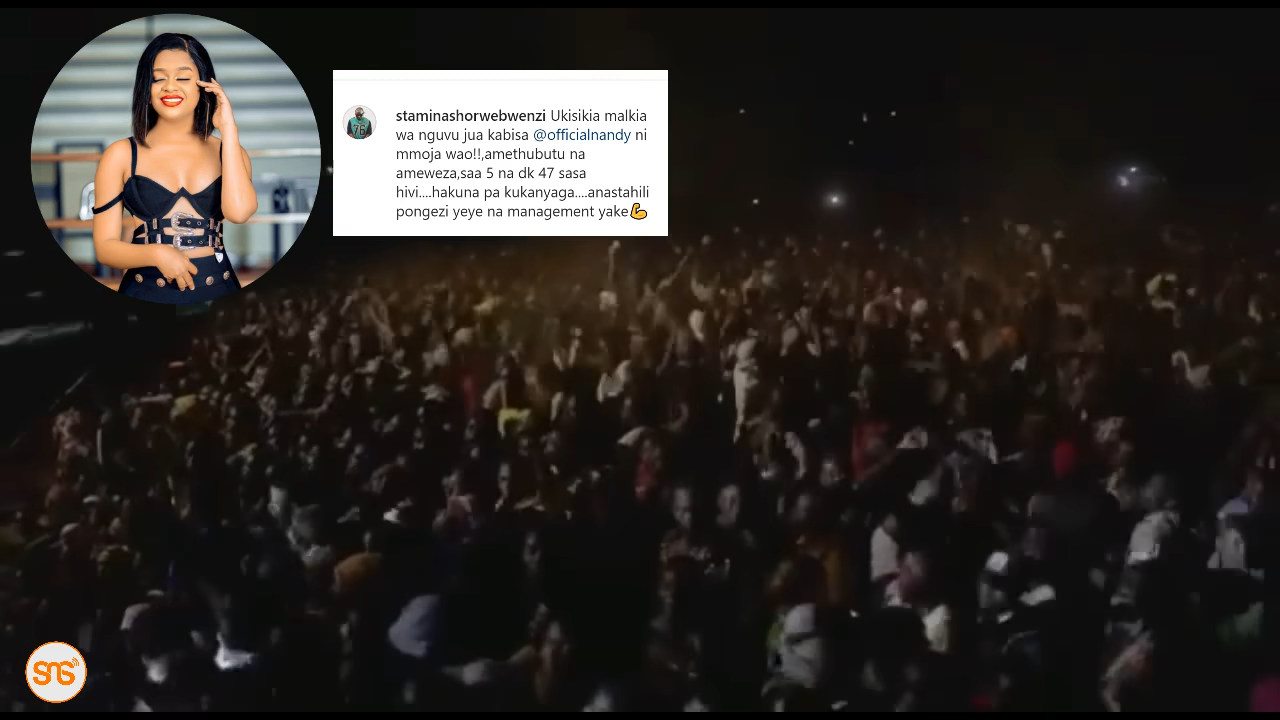 staminashorwebwenzi Ukisikia malkia
wa nguvu jua kabisa @officialnandy ni
mmoja wao!!,amethubutu na
ameweza,saa 5 na dk 47 sasa
hivi....hakuna pa kukanyaga....anastahili
pongezi yeye na management yake💪
SNS